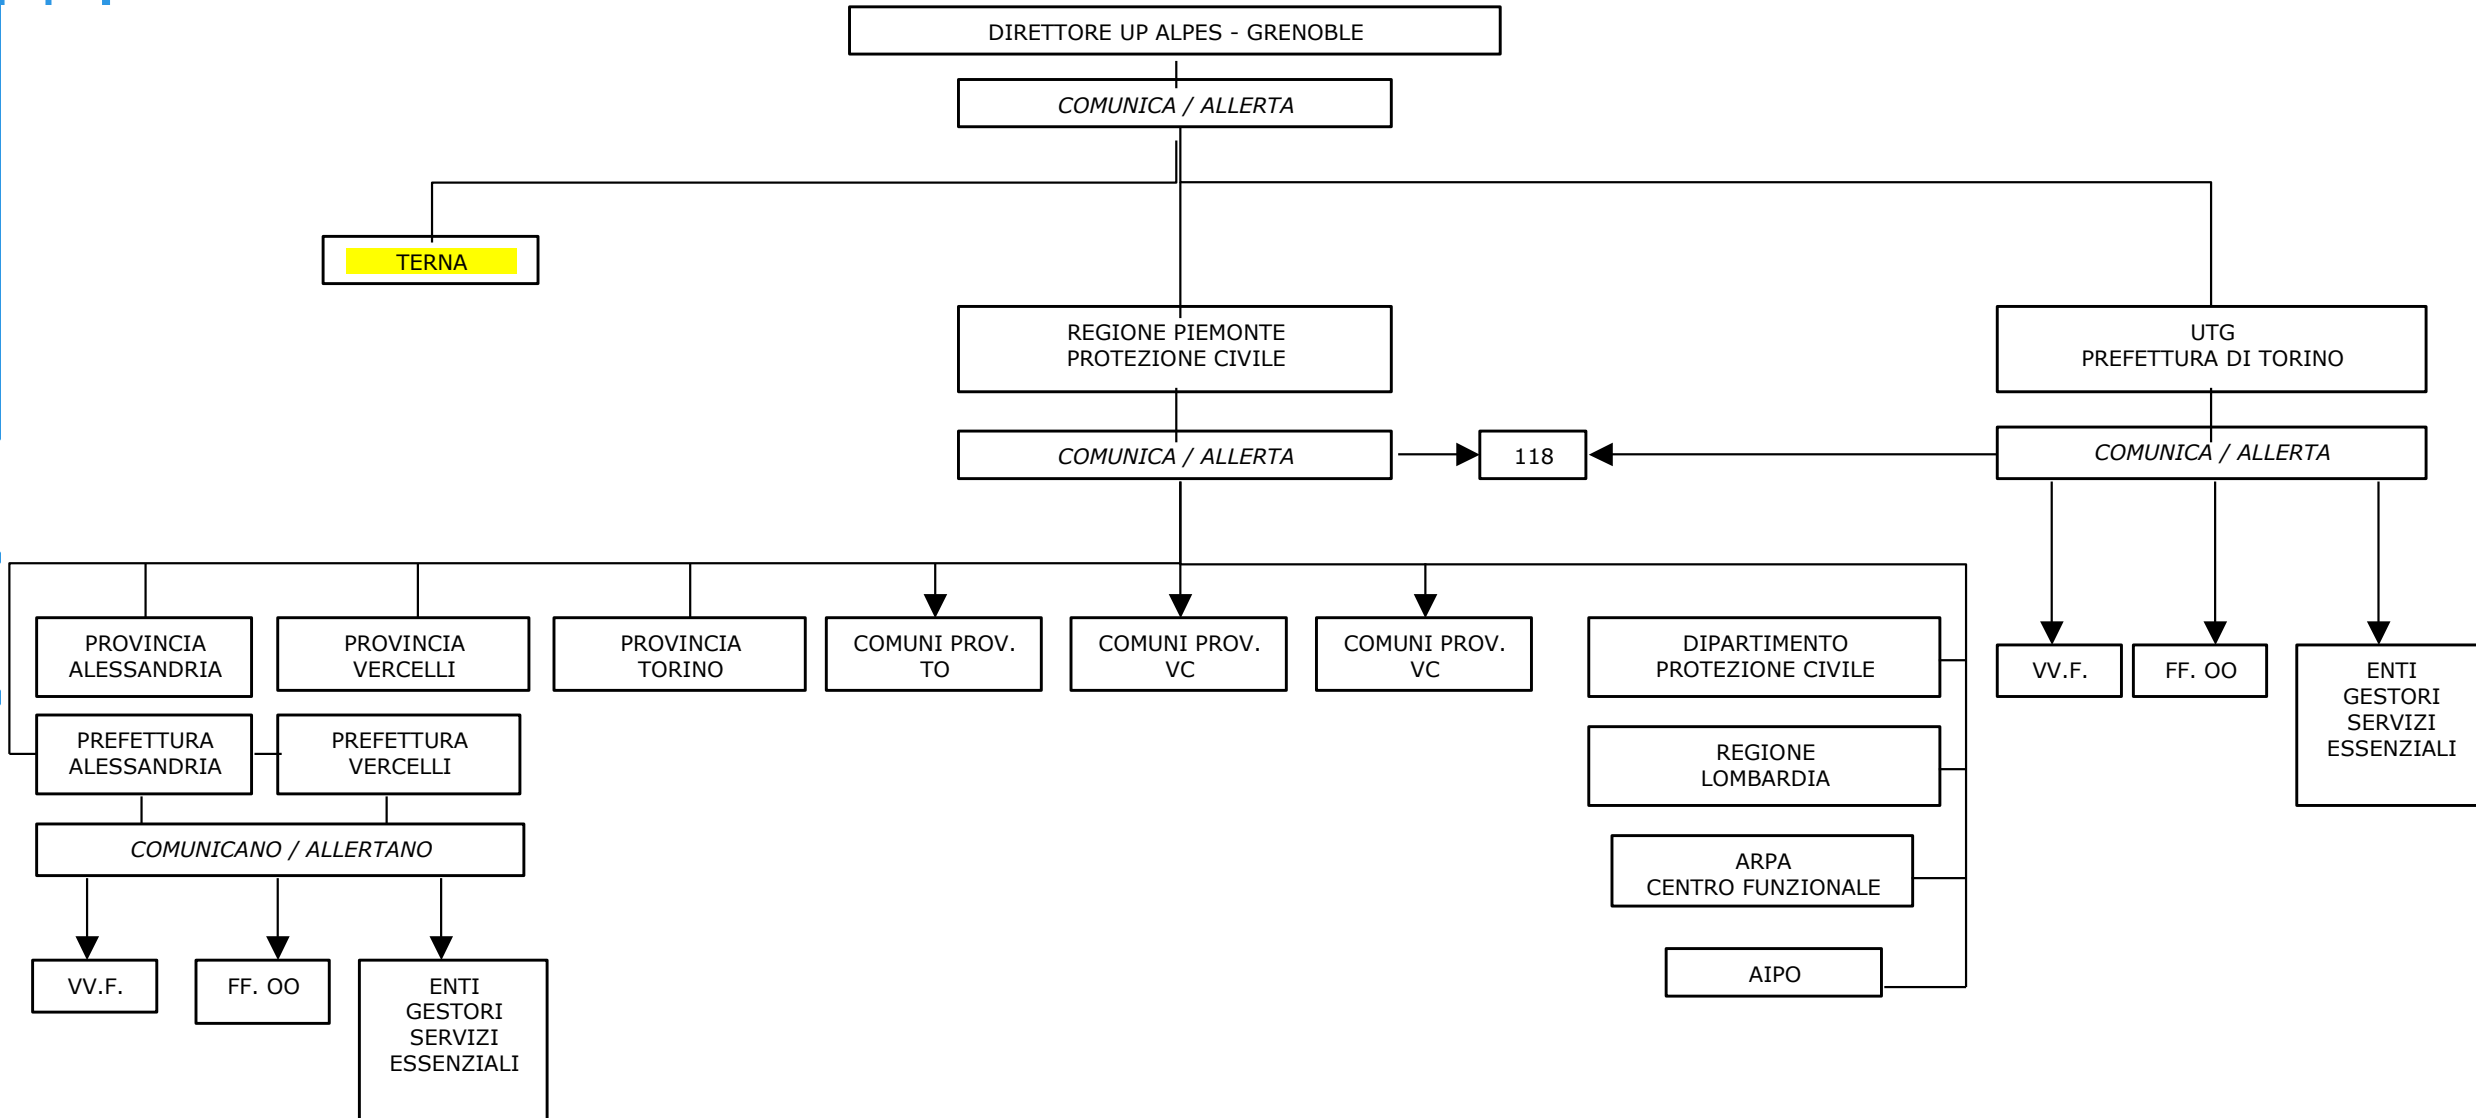 DIRETTORE UP ALPES - GRENOBLE
COMUNICA / ALLERTA
TERNA
REGIONE PIEMONTE
PROTEZIONE CIVILE
UTG
PREFETTURA DI TORINO
COMUNICA / ALLERTA
118
COMUNICA / ALLERTA
PROVINCIA
ALESSANDRIA
PROVINCIA
VERCELLI
PROVINCIA
TORINO
COMUNI PROV.
TO
COMUNI PROV.
VC
COMUNI PROV.
VC
DIPARTIMENTO
PROTEZIONE CIVILE
VV.F.
FF. OO
ENTI
GESTORI
SERVIZI
ESSENZIALI
PREFETTURA
ALESSANDRIA
PREFETTURA
VERCELLI
REGIONE
LOMBARDIA
COMUNICANO / ALLERTANO
ARPA
CENTRO FUNZIONALE
AIPO
VV.F.
FF. OO
ENTI
GESTORI
SERVIZI
ESSENZIALI